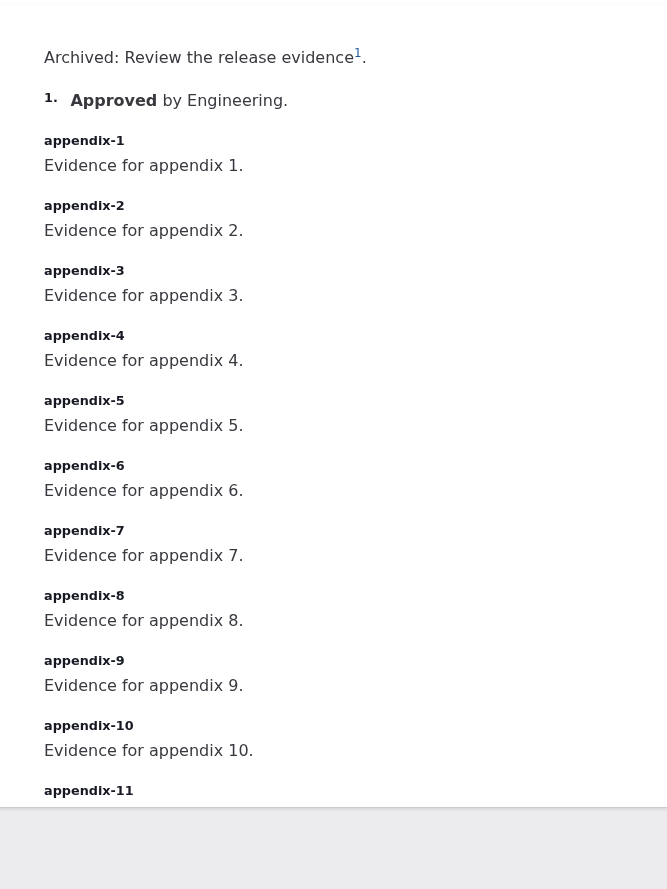 Archived: Review the release evidence1.
1. Approved by Engineering.
appendix-1
Evidence for appendix 1.
appendix-2
Evidence for appendix 2.
appendix-3
Evidence for appendix 3.
appendix-4
Evidence for appendix 4.
appendix-5
Evidence for appendix 5.
appendix-6
Evidence for appendix 6.
appendix-7
Evidence for appendix 7.
appendix-8
Evidence for appendix 8.
appendix-9
Evidence for appendix 9.
appendix-10
Evidence for appendix 10.
appendix-11